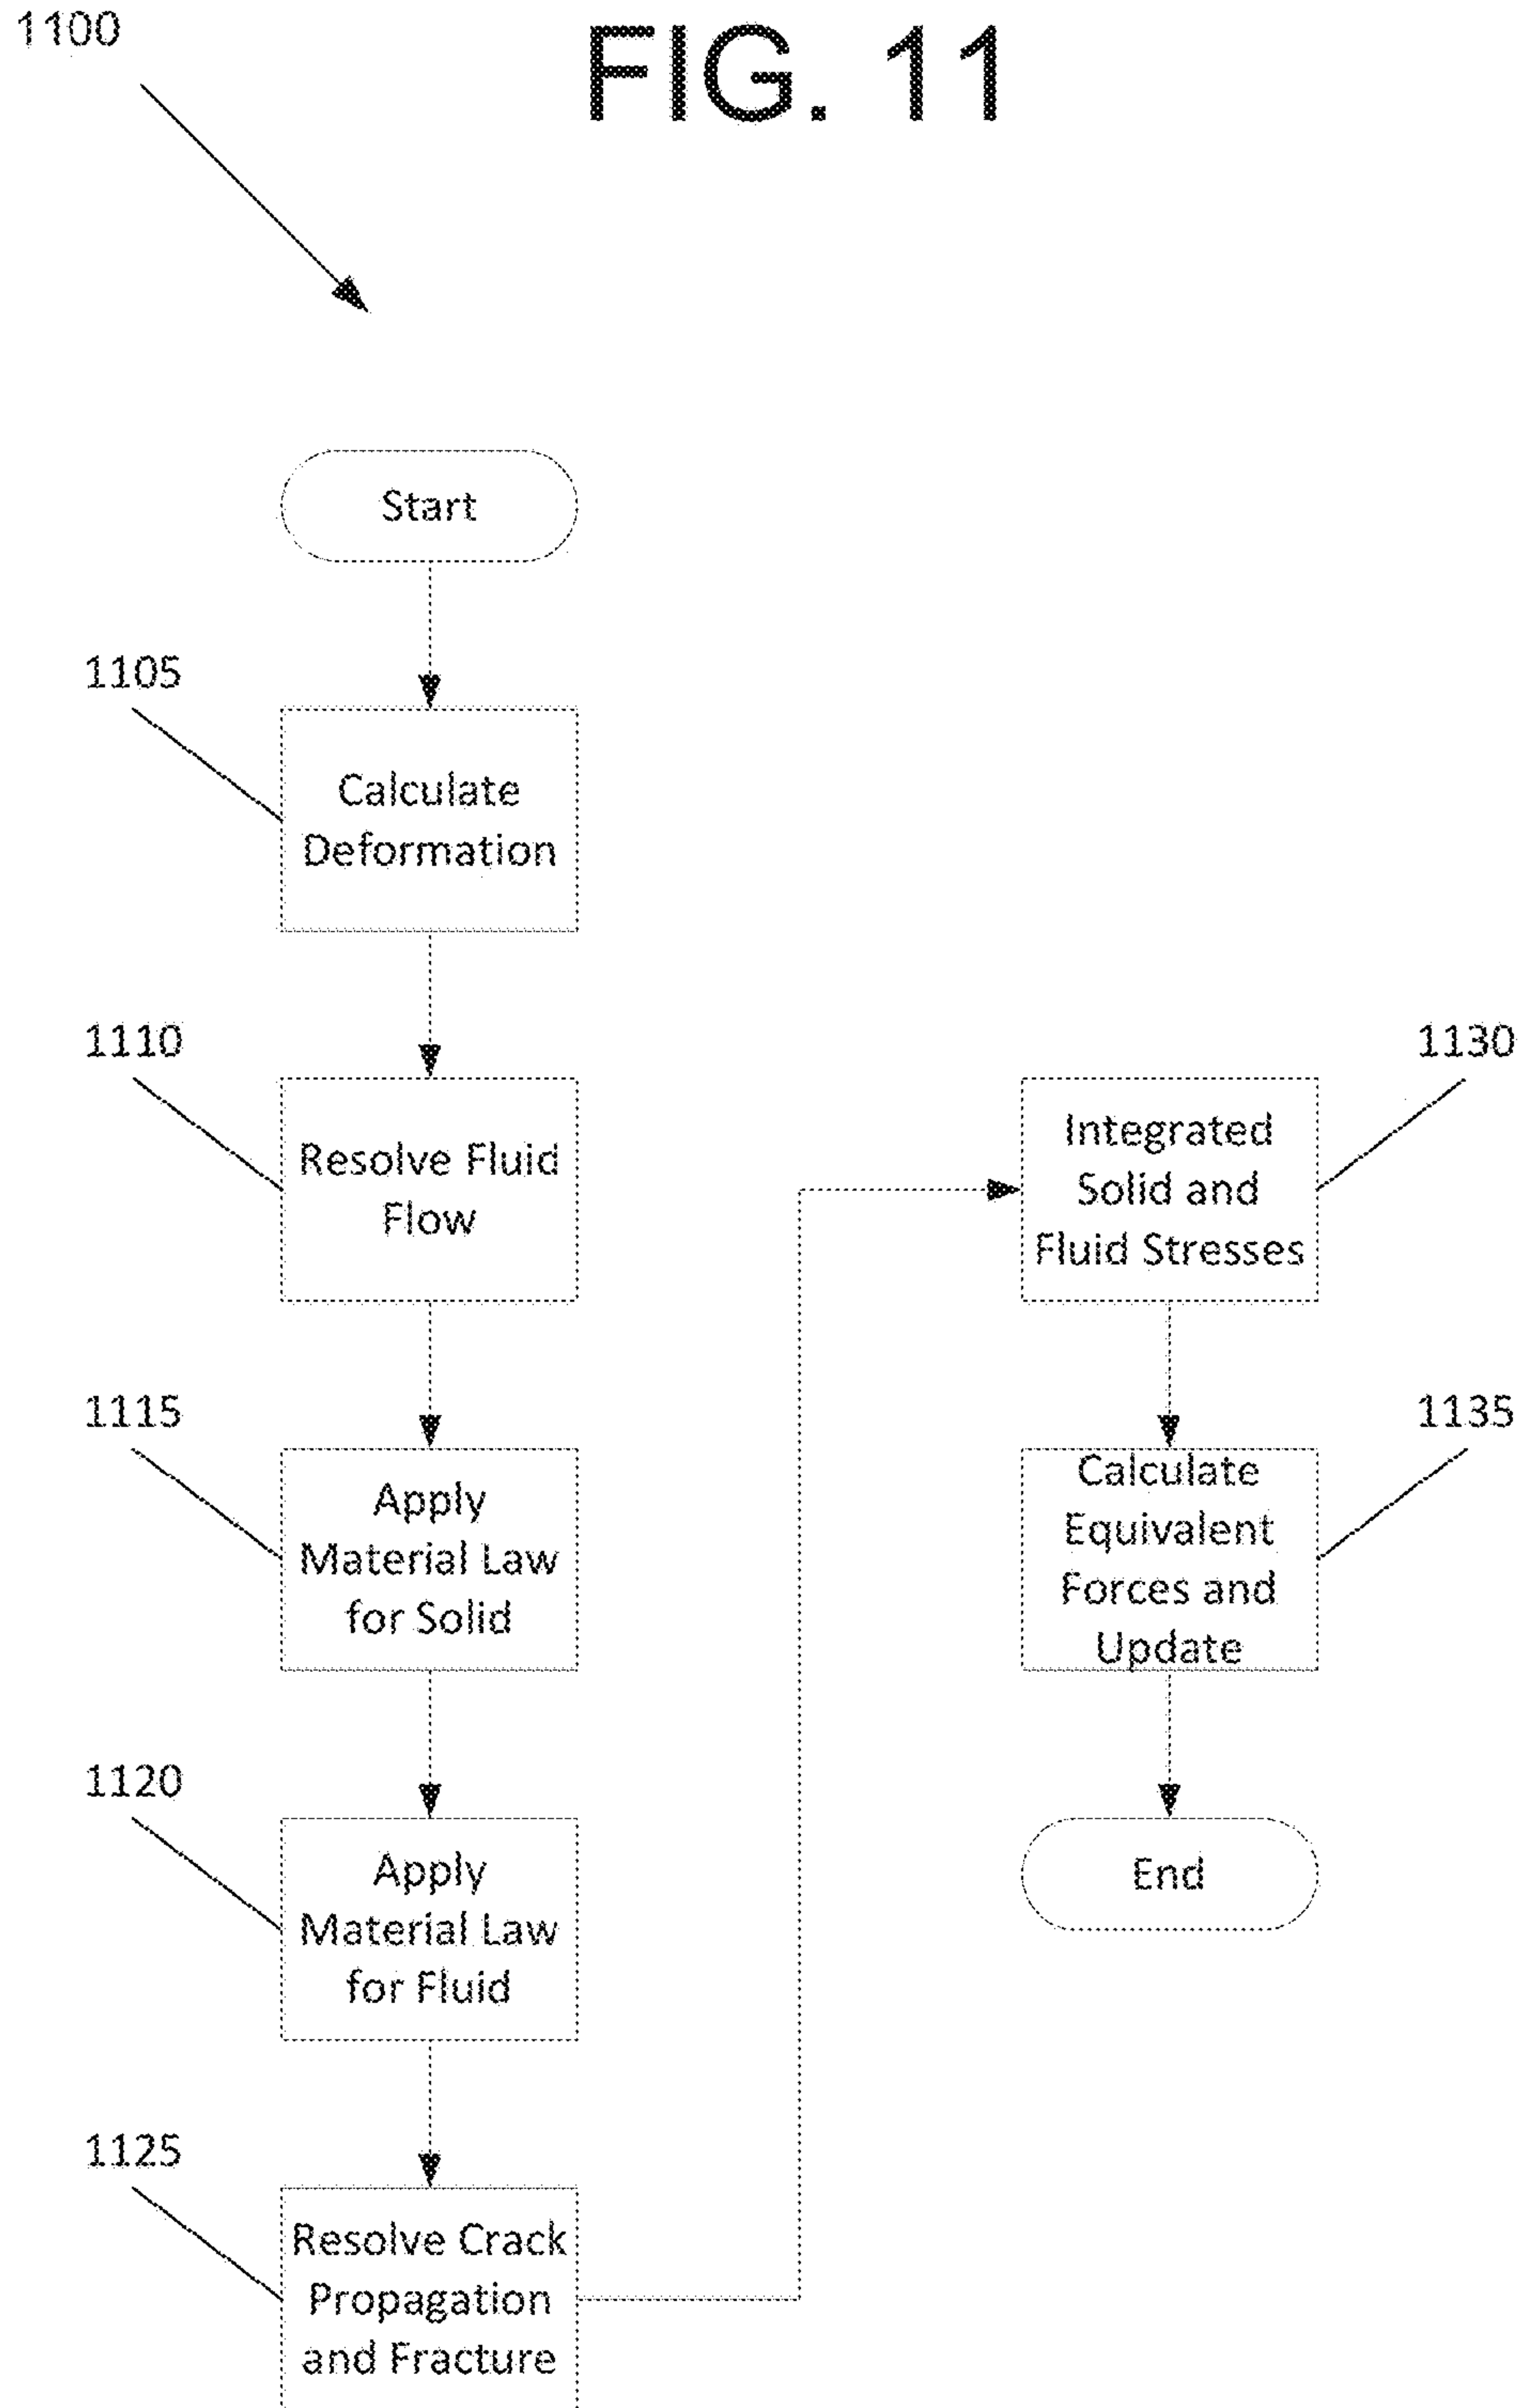 1100
FIG. 11
Start
1105
Calculate
Deformation
1110
Resolve Fluid
Flow
1115
Apply
Material Law
for Solid
1120
Apply
Material Law
for Fluid
1125
Resolve Crack
Propagation
and Fracture
1130
Integrated
Solid and
Fluid Stresses
1135
Calculate
Equivalent
Forces and
Update
End